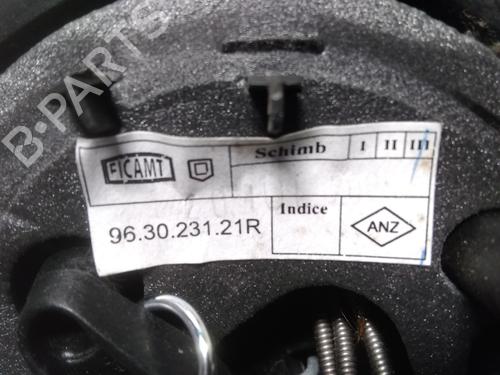 B-PARTS
FICAMT
Schimb I II III
96.30.231.21R
Indice
ANZ